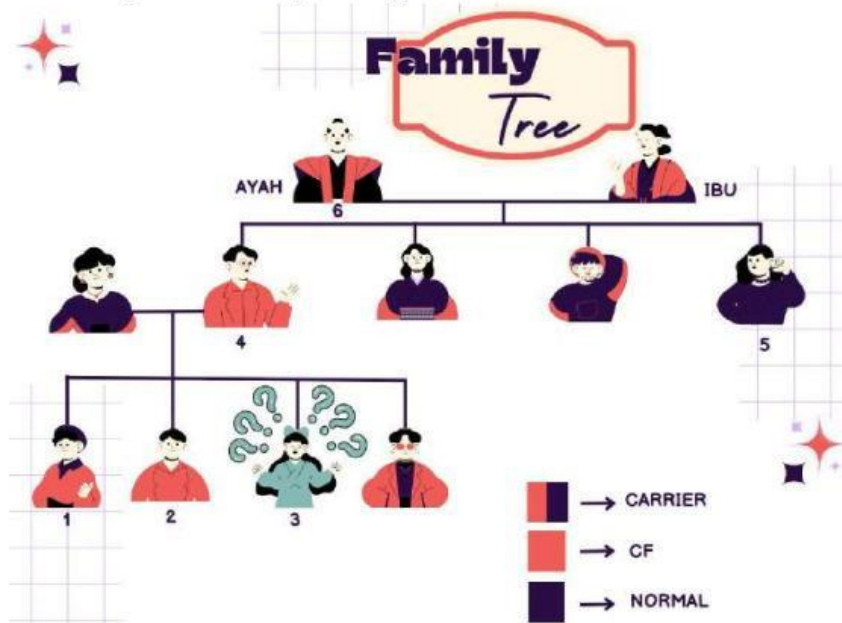 Family
Tree
AYAH
IBU
6
4
5
? ? ? ? ? ?
1
2
3
→ CARRIER
→ CF
→ NORMAL